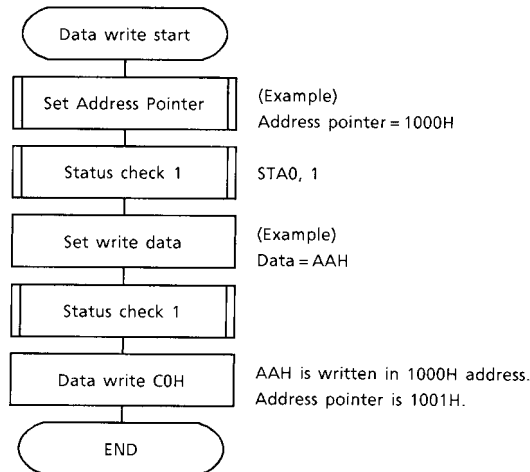 Data write start
Set Address Pointer
(Example)
Address pointer = 1000H
Status check 1
STA0, 1
Set write data
(Example)
Data = AAH
Status check 1
Data write C0H
AAH is written in 1000H address.
Address pointer is 1001H.
END